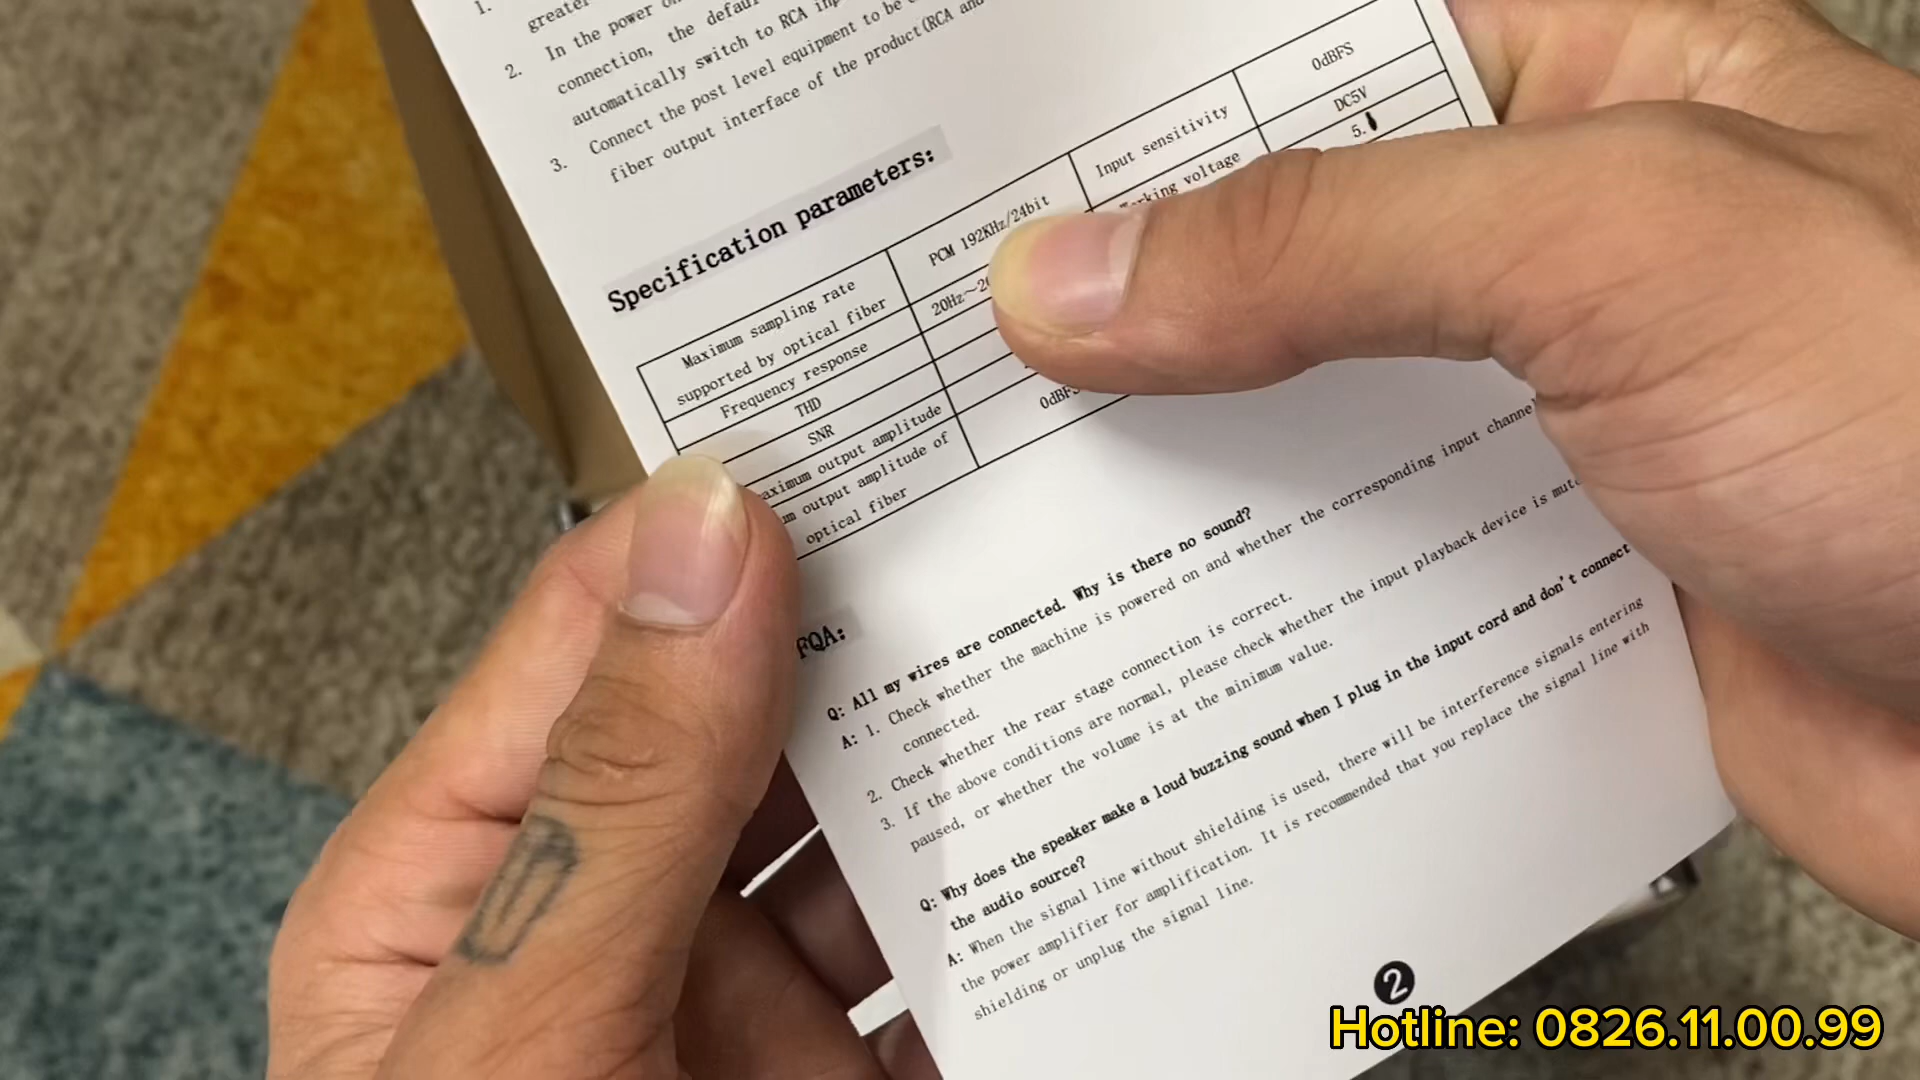 1.
greater
2. In the power on
connection, the defau
automatically switch to RCA inp
3. Connect the post level equipment to be
fiber output interface of the product(RCA and
Specification parameters:
Maximum sampling rate
supported by optical fiber
PCM 192KHz/24bit
Input sensitivity
0dBFS
Frequency response
20Hz~20
Working voltage
DC5V
THD
5.
SNR
aximum output amplitude
um output amplitude of
optical fiber
0dBFS
FQA:
Q: All my wires are connected. Why is there no sound?
A: 1. Check whether the machine is powered on and whether the corresponding input channel
connected.
2. Check whether the rear stage connection is correct.
3. If the above conditions are normal, please check whether the input playback device is mute
paused, or whether the volume is at the minimum value.
Q: Why does the speaker make a loud buzzing sound when I plug in the input cord and don't connect
the audio source?
A: When the signal line without shielding is used, there will be interference signals entering
the power amplifier for amplification. It is recommended that you replace the signal line with
shielding or unplug the signal line.
2
Hotline: 0826.11.00.99